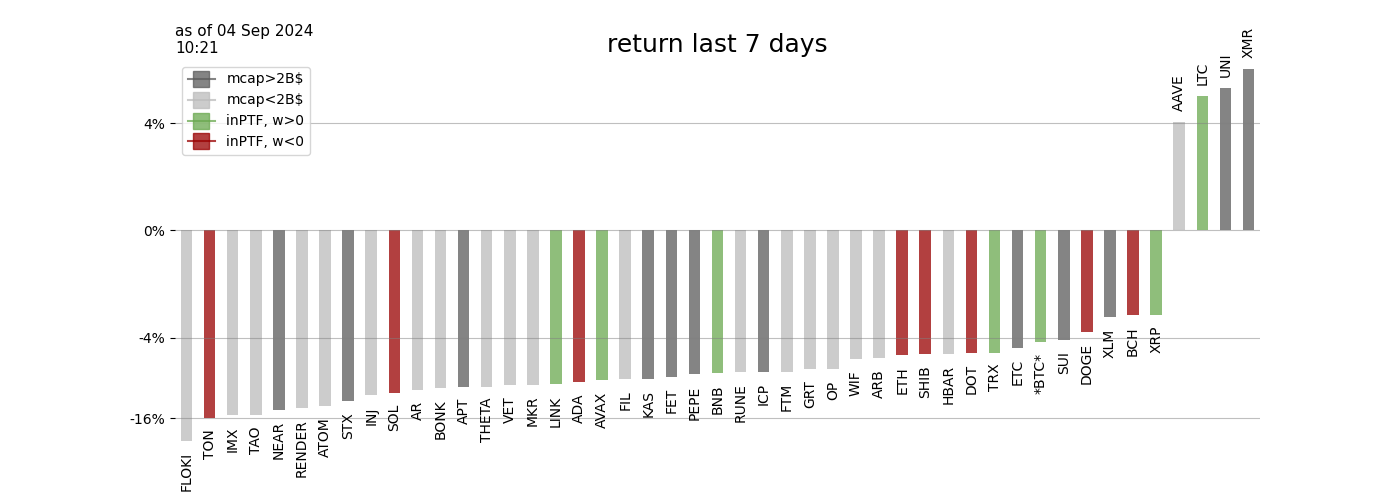 as of 04 Sep 2024
10:21
return last 7 days
mcap>2B$
mcap<2B$
inPTF, w>0
inPTF, w<0
4%
0%
-4%
-16%
FLOKI
TON
IMX
TAO
NEAR
RENDER
ATOM
STX
INJ
SOL
AR
BONK
APT
THETA
VET
MKR
LINK
ADA
AVAX
FIL
KAS
FET
PEPE
BNB
RUNE
ICP
FTM
GRT
OP
WIF
ARB
ETH
SHIB
HBAR
DOT
TRX
ETC
*BTC*
SUI
DOGE
XLM
BCH
XRP
AAVE
LTC
UNI
XMR